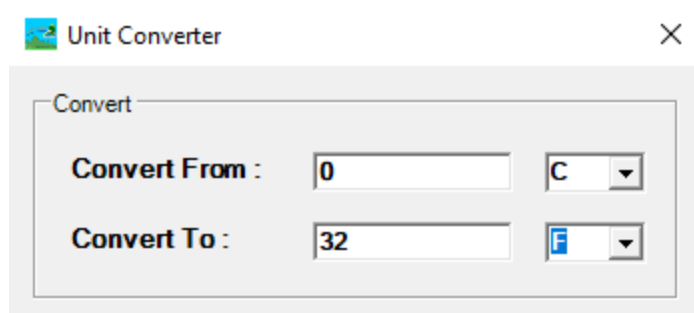 Unit Converter
Convert
Convert From : 0 C
Convert To : 32 F